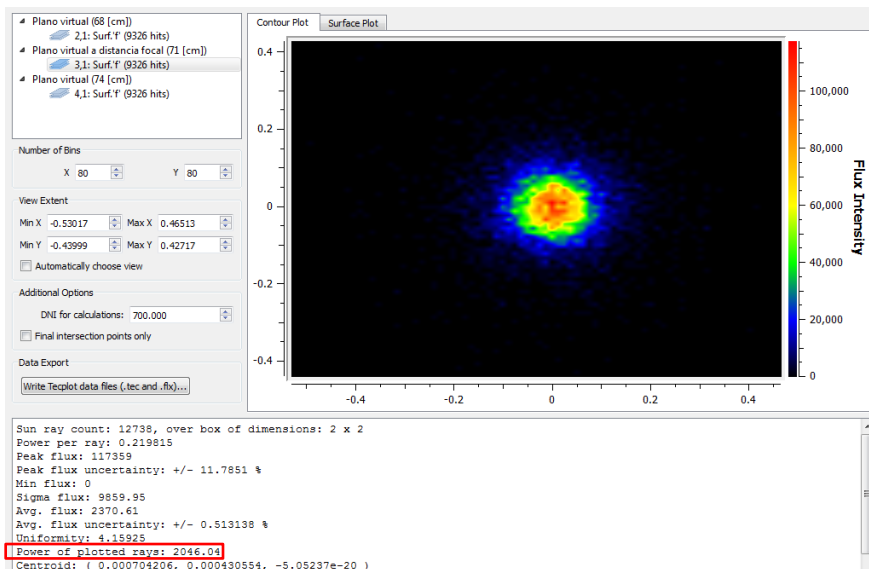 Plano virtual (68 [cm])
2,1: Surf.'f' (9326 hits)
Plano virtual a distancia focal (71 [cm])
3,1: Surf.'f' (9326 hits)
Plano virtual (74 [cm])
4,1: Surf.'f' (9326 hits)
Number of Bins
X 80 Y 80
View Extent
Min X -0.53017 Max X 0.46513
Min Y -0.43999 Max Y 0.42717
Automatically choose view
Additional Options
DNI for calculations: 700.000
Final intersection points only
Data Export
Write Tecplot data files (.tec and .flx)...
Contour Plot Surface Plot
0.4
0.2
0
-0.2
-0.4
-0.4 -0.2 0 0.2 0.4
100,000
80,000
60,000
40,000
20,000
0
Flux Intensity
Sun ray count: 12738, over box of dimensions: 2 x 2
Power per ray: 0.219815
Peak flux: 117359
Peak flux uncertainty: +/- 11.7851 %
Min flux: 0
Sigma flux: 9859.95
Avg. flux: 2370.61
Avg. flux uncertainty: +/- 0.513138 %
Uniformity: 4.15925
Power of plotted rays: 2046.04
Centroid: ( 0.000704206, 0.000430554, -5.05237e-20 )